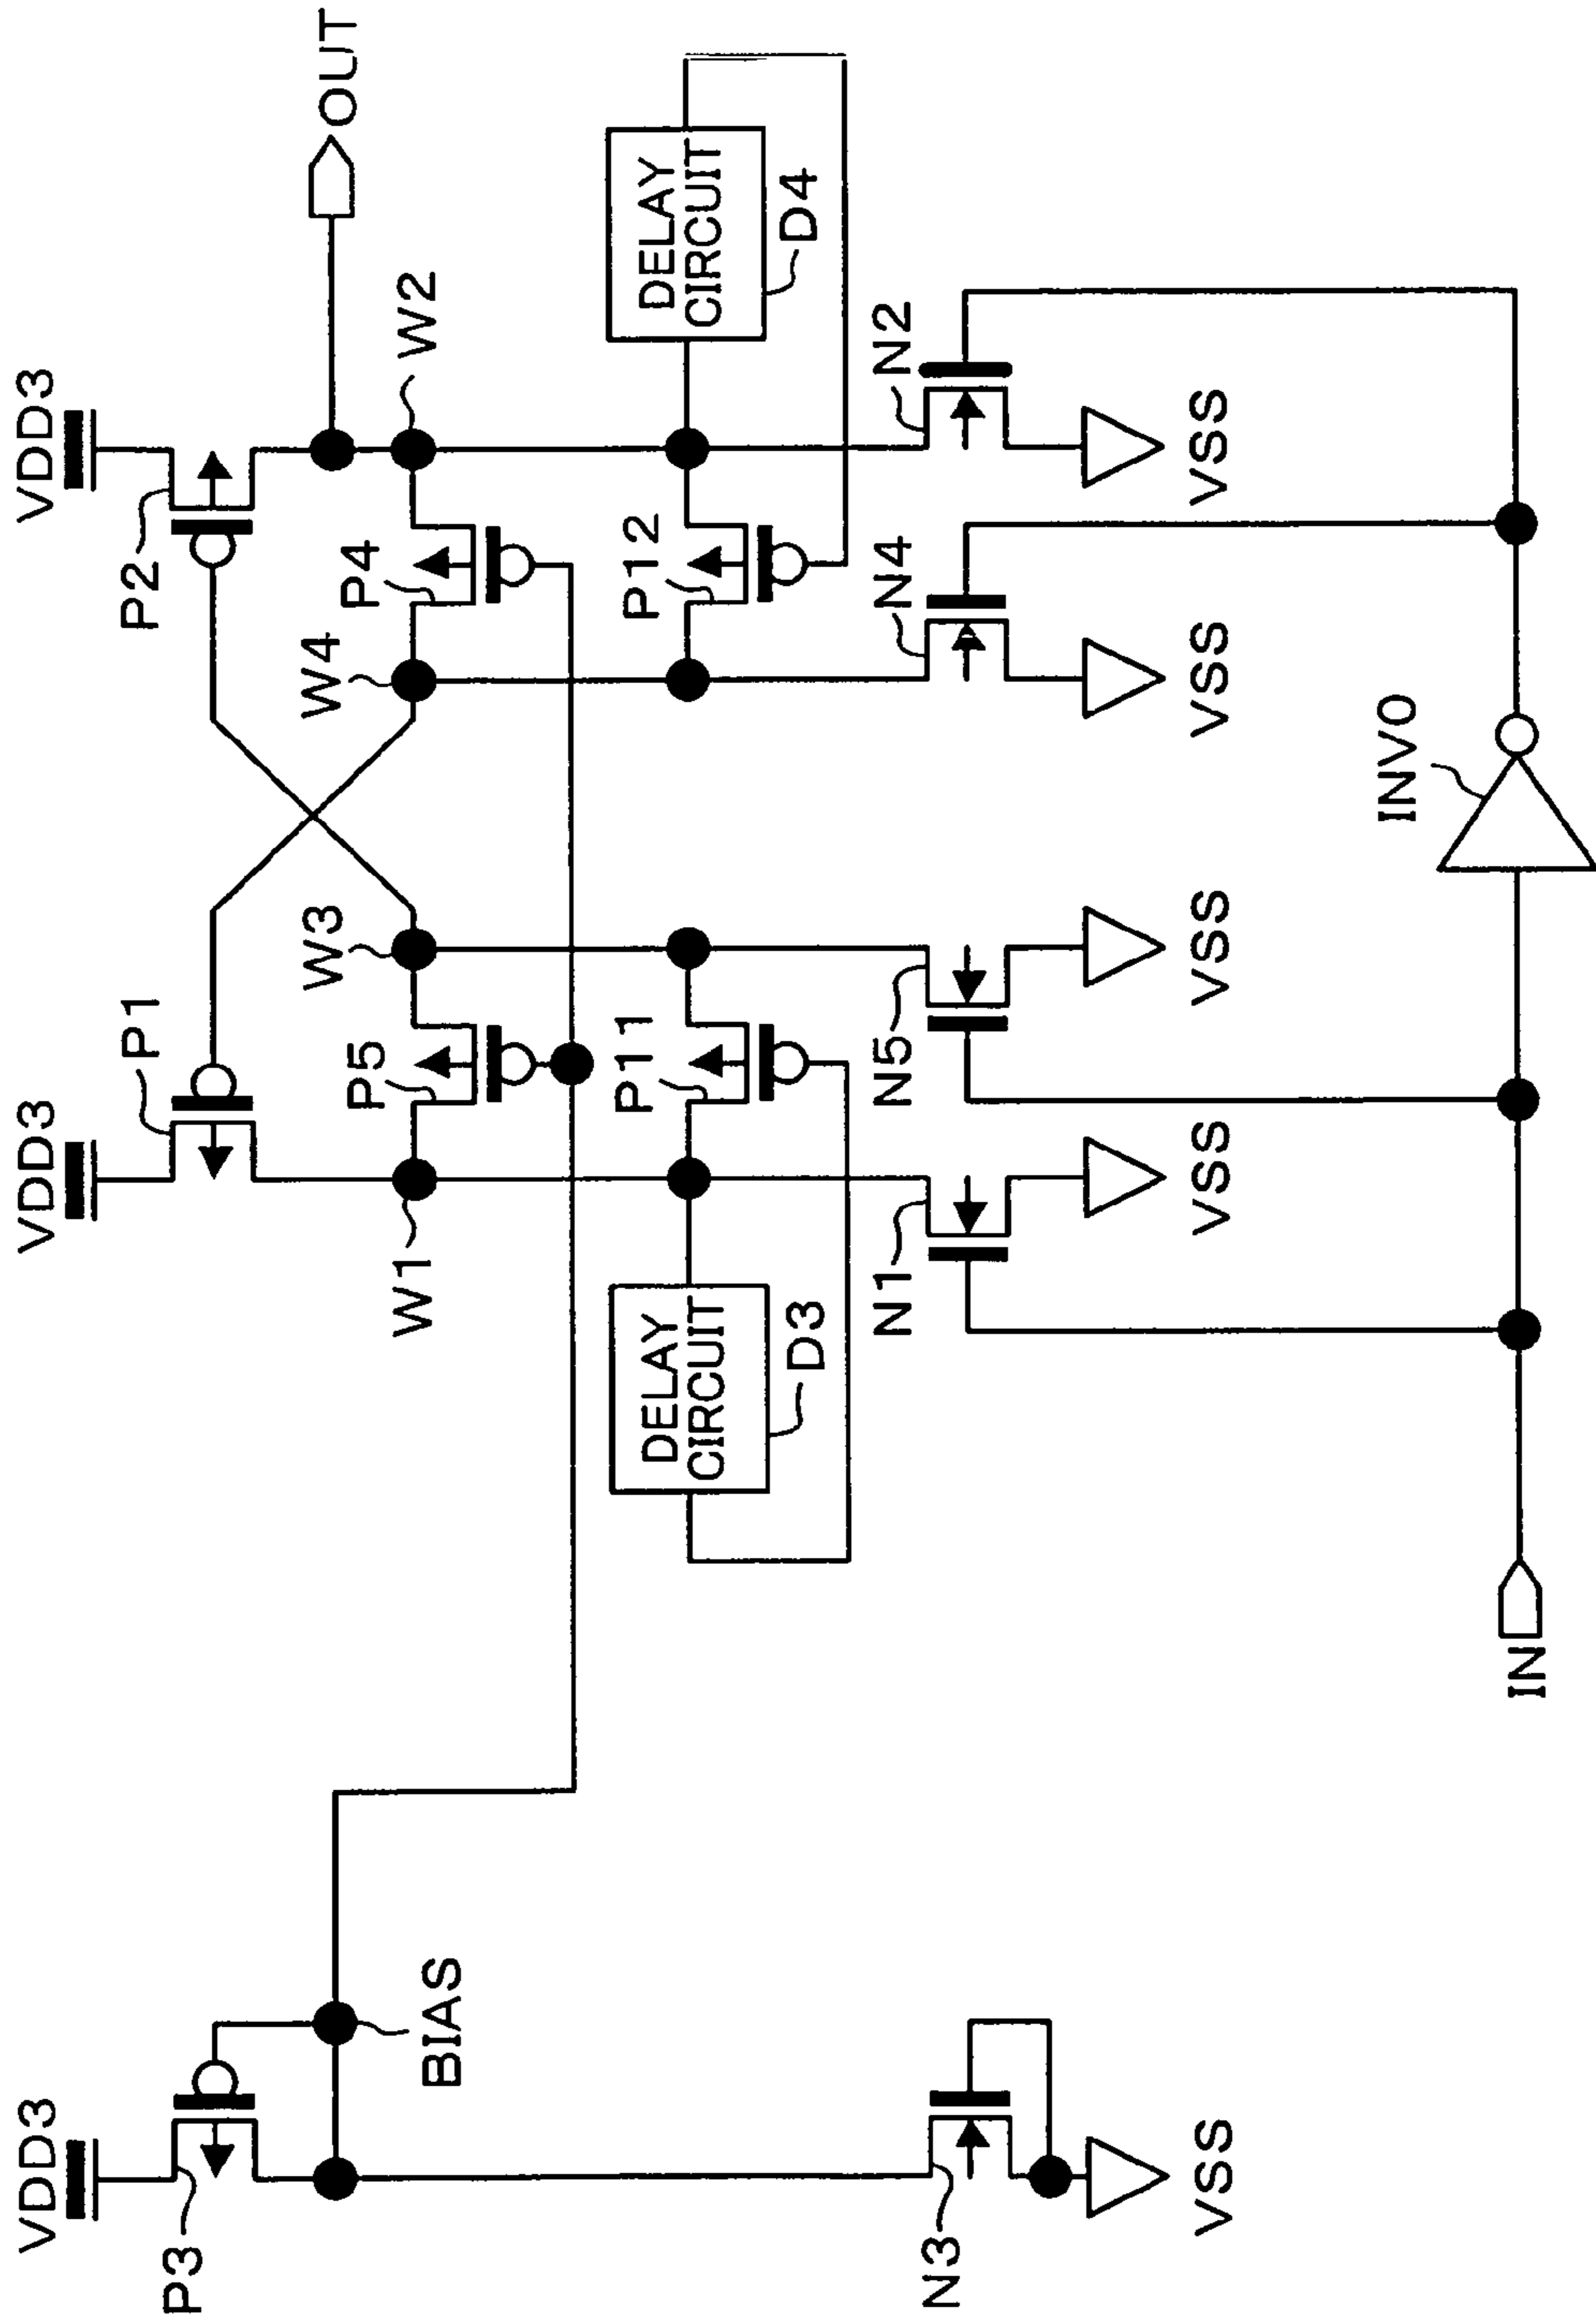 VDD3
VDD3
VDD3
P3
P1
P2
OUT
W3
W4
P5
P4
W1
W2
BIAS
P11
P12
DELAY
CIRCUIT
DELAY
CIRCUIT
D3
D4
N3
N1
N5
N4
N2
VSS
VSS
VSS
VSS
VSS
INV0
IN